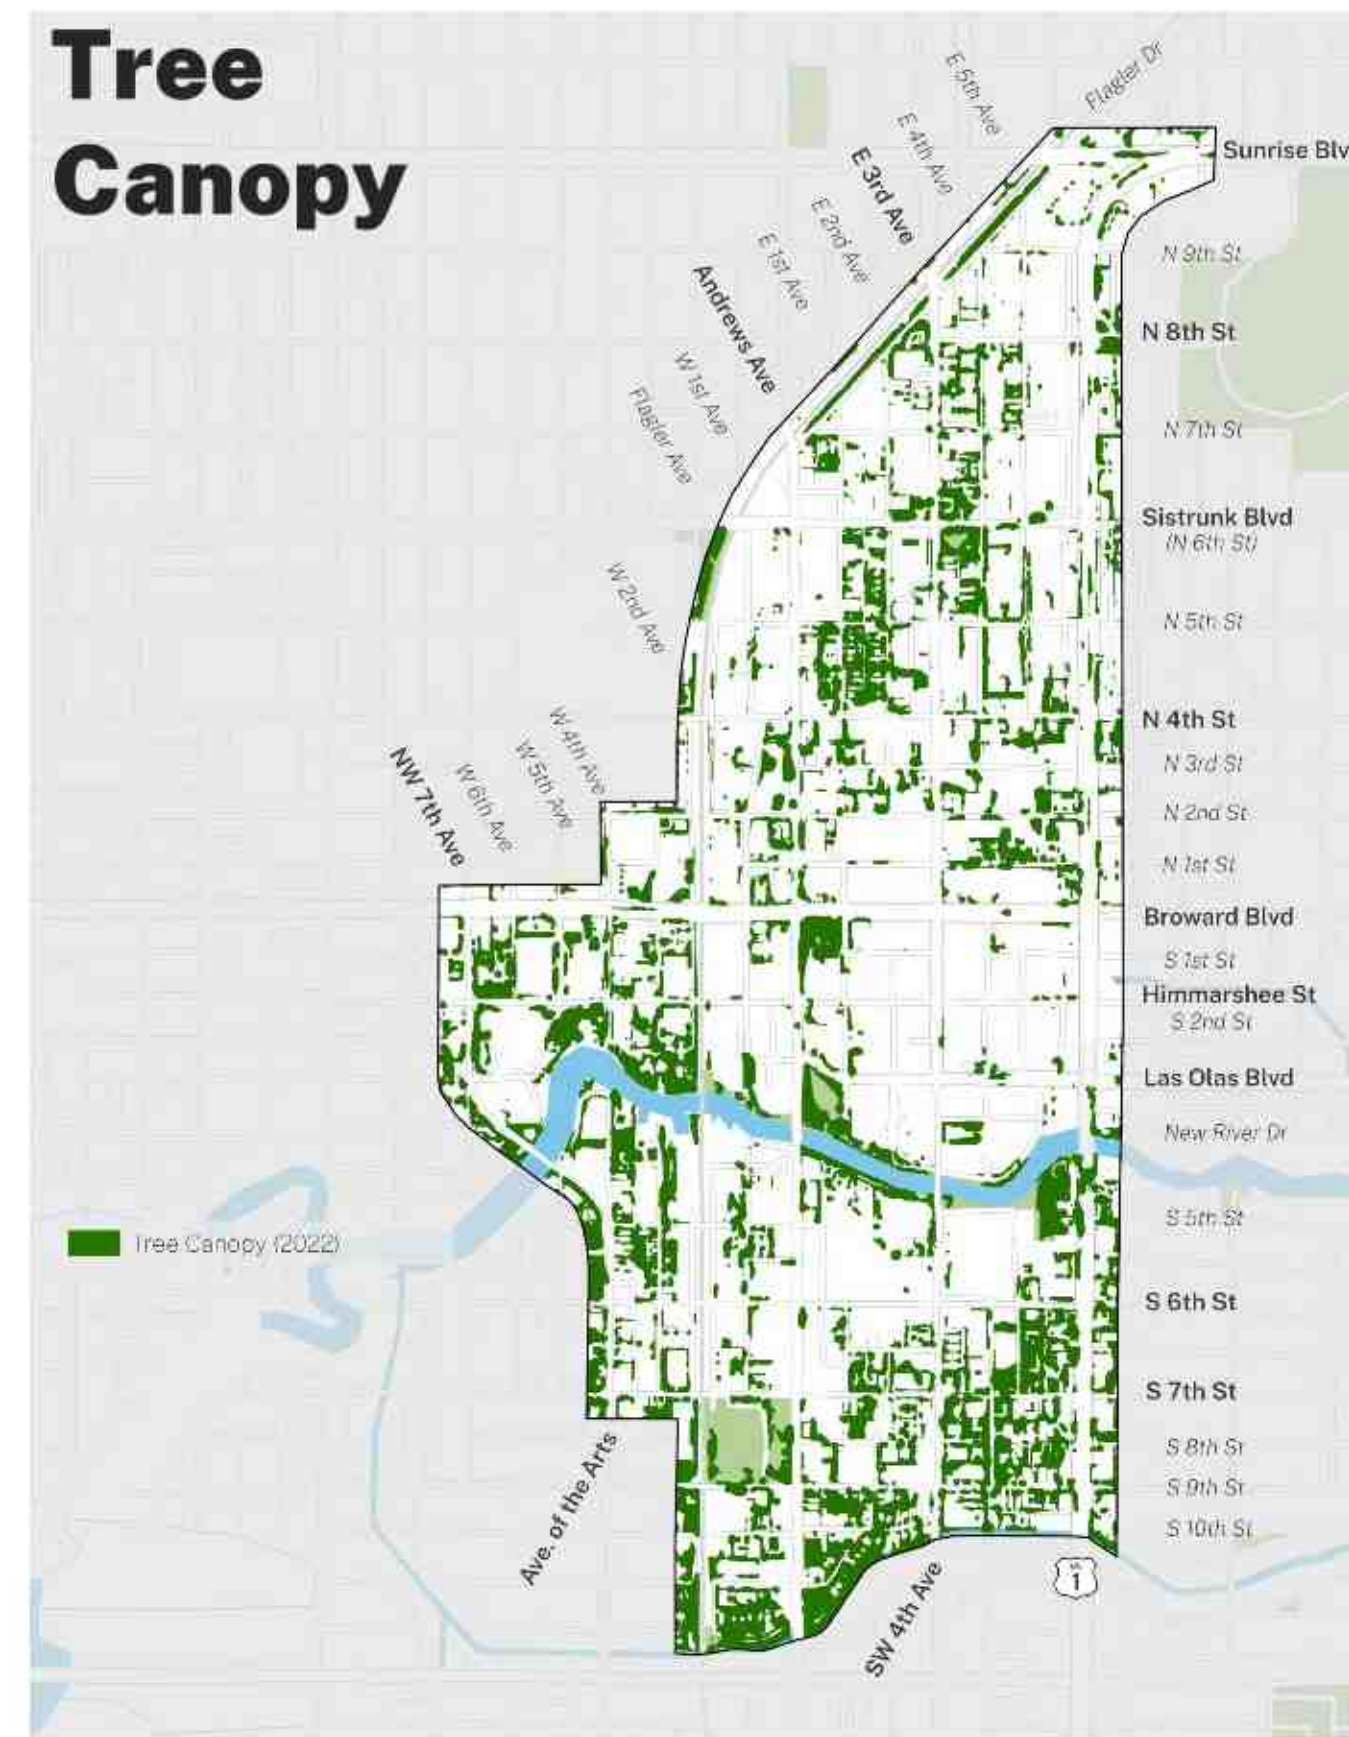 Tree
Canopy
E 5th Ave
Flagler Dr
E 4th Ave
E 3rd Ave
E 2nd Ave
E 1st Ave
Andrews Ave
W 1st Ave
Flagler Ave
W 2nd Ave
W 4th Ave
W 5th Ave
W 6th Ave
NW 7th Ave
Sunrise Blv
N 9th St
N 8th St
N 7th St
Sistrunk Blvd
(N 6th St)
N 5th St
N 4th St
N 3rd St
N 2nd St
N 1st St
Broward Blvd
S 1st St
Himmarshee St
S 2nd St
Las Olas Blvd
New River Dr
S 5th St
Tree Canopy (2022)
S 6th St
S 7th St
S 8th St
S 9th St
S 10th St
Ave. of the Arts
SW 4th Ave
1